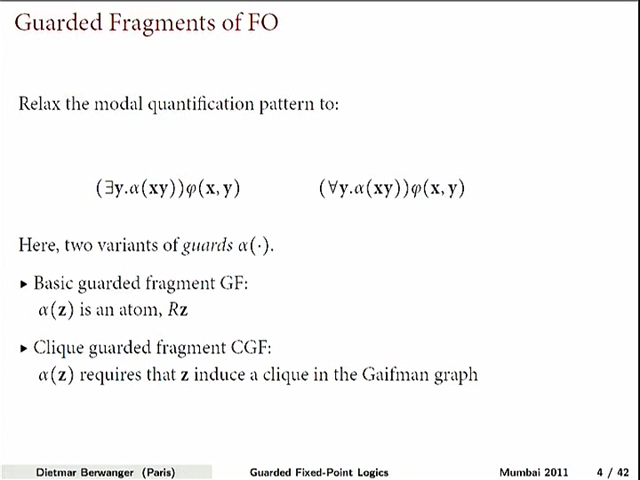 Guarded Fragments of FO
Relax the modal quantification pattern to:
(∃y.α(xy))φ(x, y) (∀y.α(xy))φ(x, y)
Here, two variants of guards α(·).
▸ Basic guarded fragment GF:
α(z) is an atom, Rz
▸ Clique guarded fragment CGF:
α(z) requires that z induce a clique in the Gaifman graph
Dietmar Berwanger (Paris) Guarded Fixed-Point Logics Mumbai 2011 4 / 42